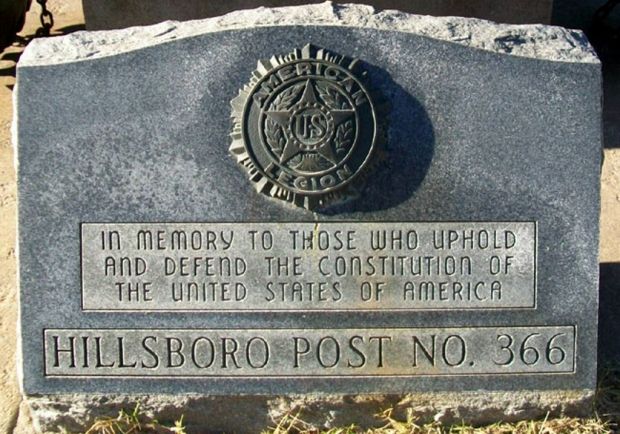 AMERICAN
US
LEGION
IN MEMORY TO THOSE WHO UPHOLD
AND DEFEND THE CONSTITUTION OF
THE UNITED STATES OF AMERICA
HILLSBORO POST NO. 366